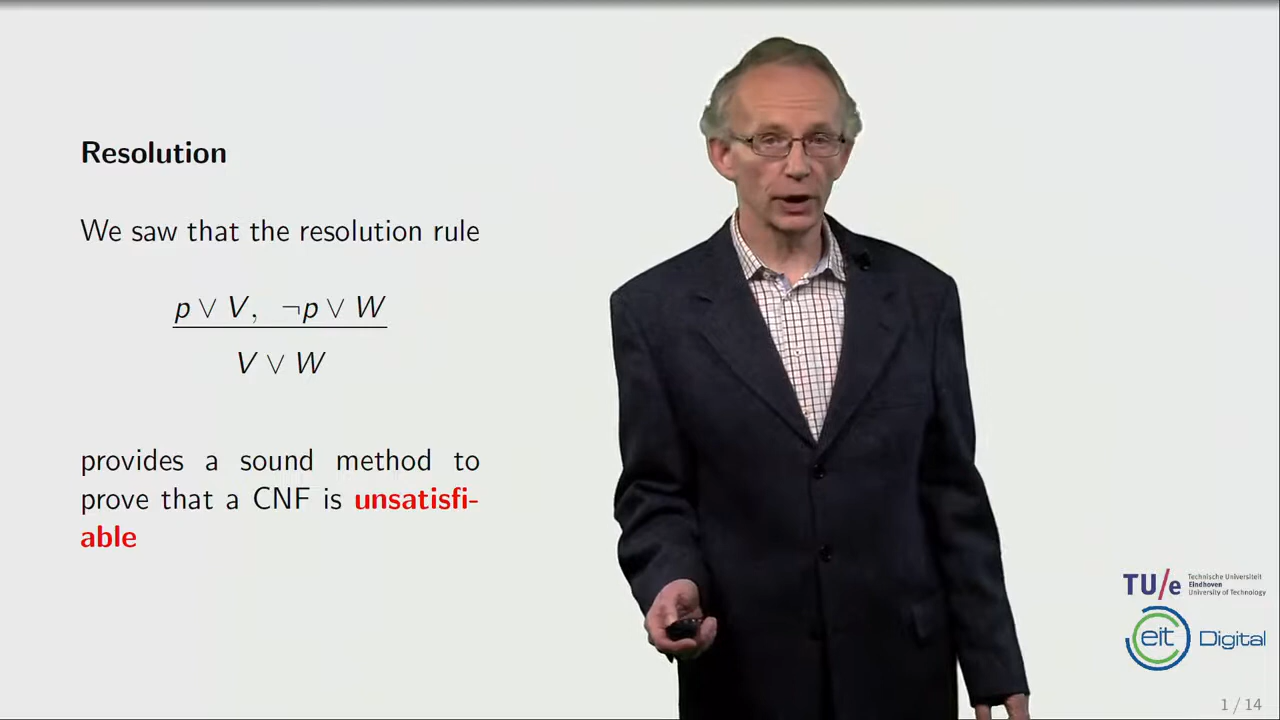 Resolution
We saw that the resolution rule
p ∨ V, ¬p ∨ W
V ∨ W
provides a sound method to
prove that a CNF is unsatisfi-
able
TU/e Technische Universiteit
Eindhoven
University of Technology
eit Digital
1 / 14